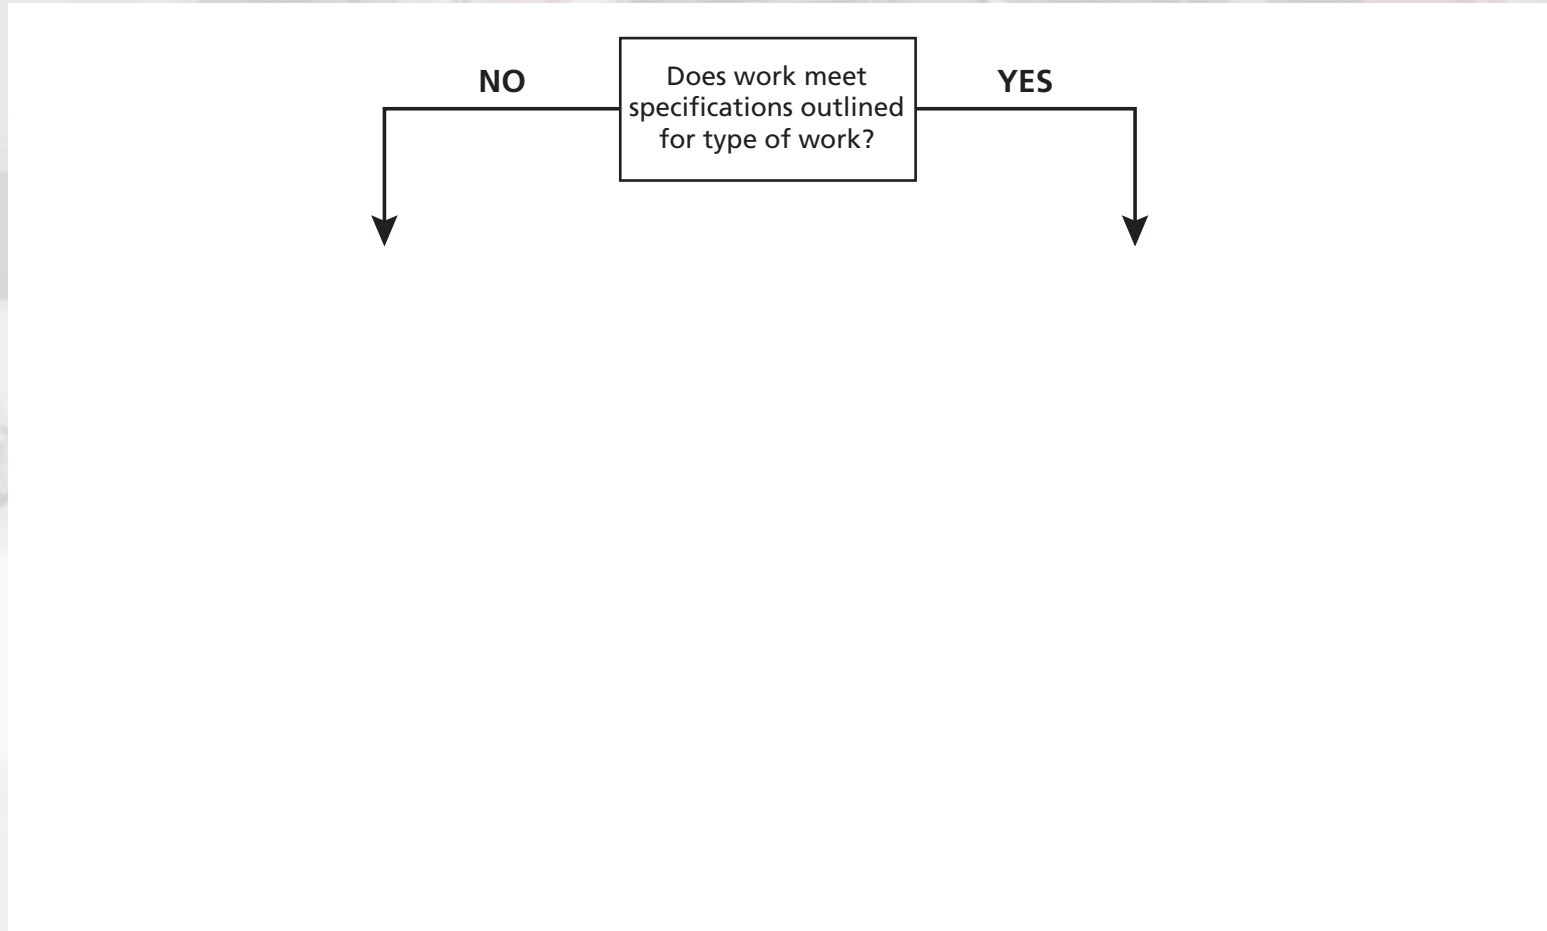 NO
Does work meet
specifications outlined
for type of work?
YES